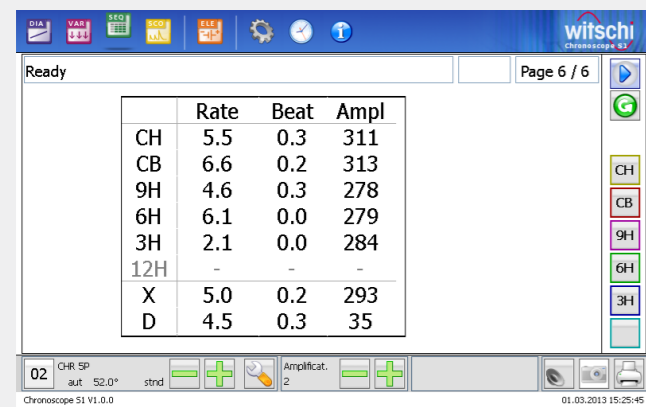 DIA VAR SEQ SCO ELE witschi
Chronoscope S1
Ready Page 6 / 6
Rate Beat Ampl
CH 5.5 0.3 311
CB 6.6 0.2 313
9H 4.6 0.3 278
6H 6.1 0.0 279
3H 2.1 0.0 284
12H - - -
X 5.0 0.2 293
D 4.5 0.3 35
CH
CB
9H
6H
3H
02 CHR 5P Amplificat.
aut 52.0° stnd 2
Chronoscope S1 V1.0.0 01.03.2013 15:25:45